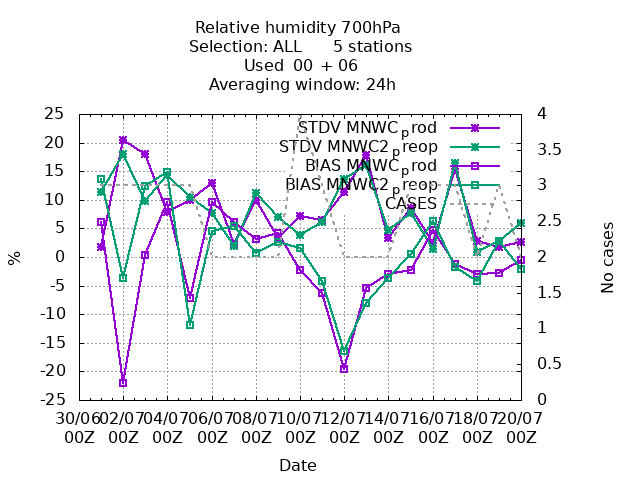 Relative humidity 700hPa
Selection: ALL 5 stations
Used 00 + 06
Averaging window: 24h
25
20
15
10
5
0
-5
-10
-15
-20
-25
%
4
3.5
3
2.5
2
1.5
1
0.5
0
No cases
STDV MNWCprod
STDV MNWC2preop
BIAS MNWCprod
BIAS MNWC2preop
CASES
30/06 02/07 04/07 06/07 08/07 10/07 12/07 14/07 16/07 18/07 20/07
00Z 00Z 00Z 00Z 00Z 00Z 00Z 00Z 00Z 00Z 00Z
Date